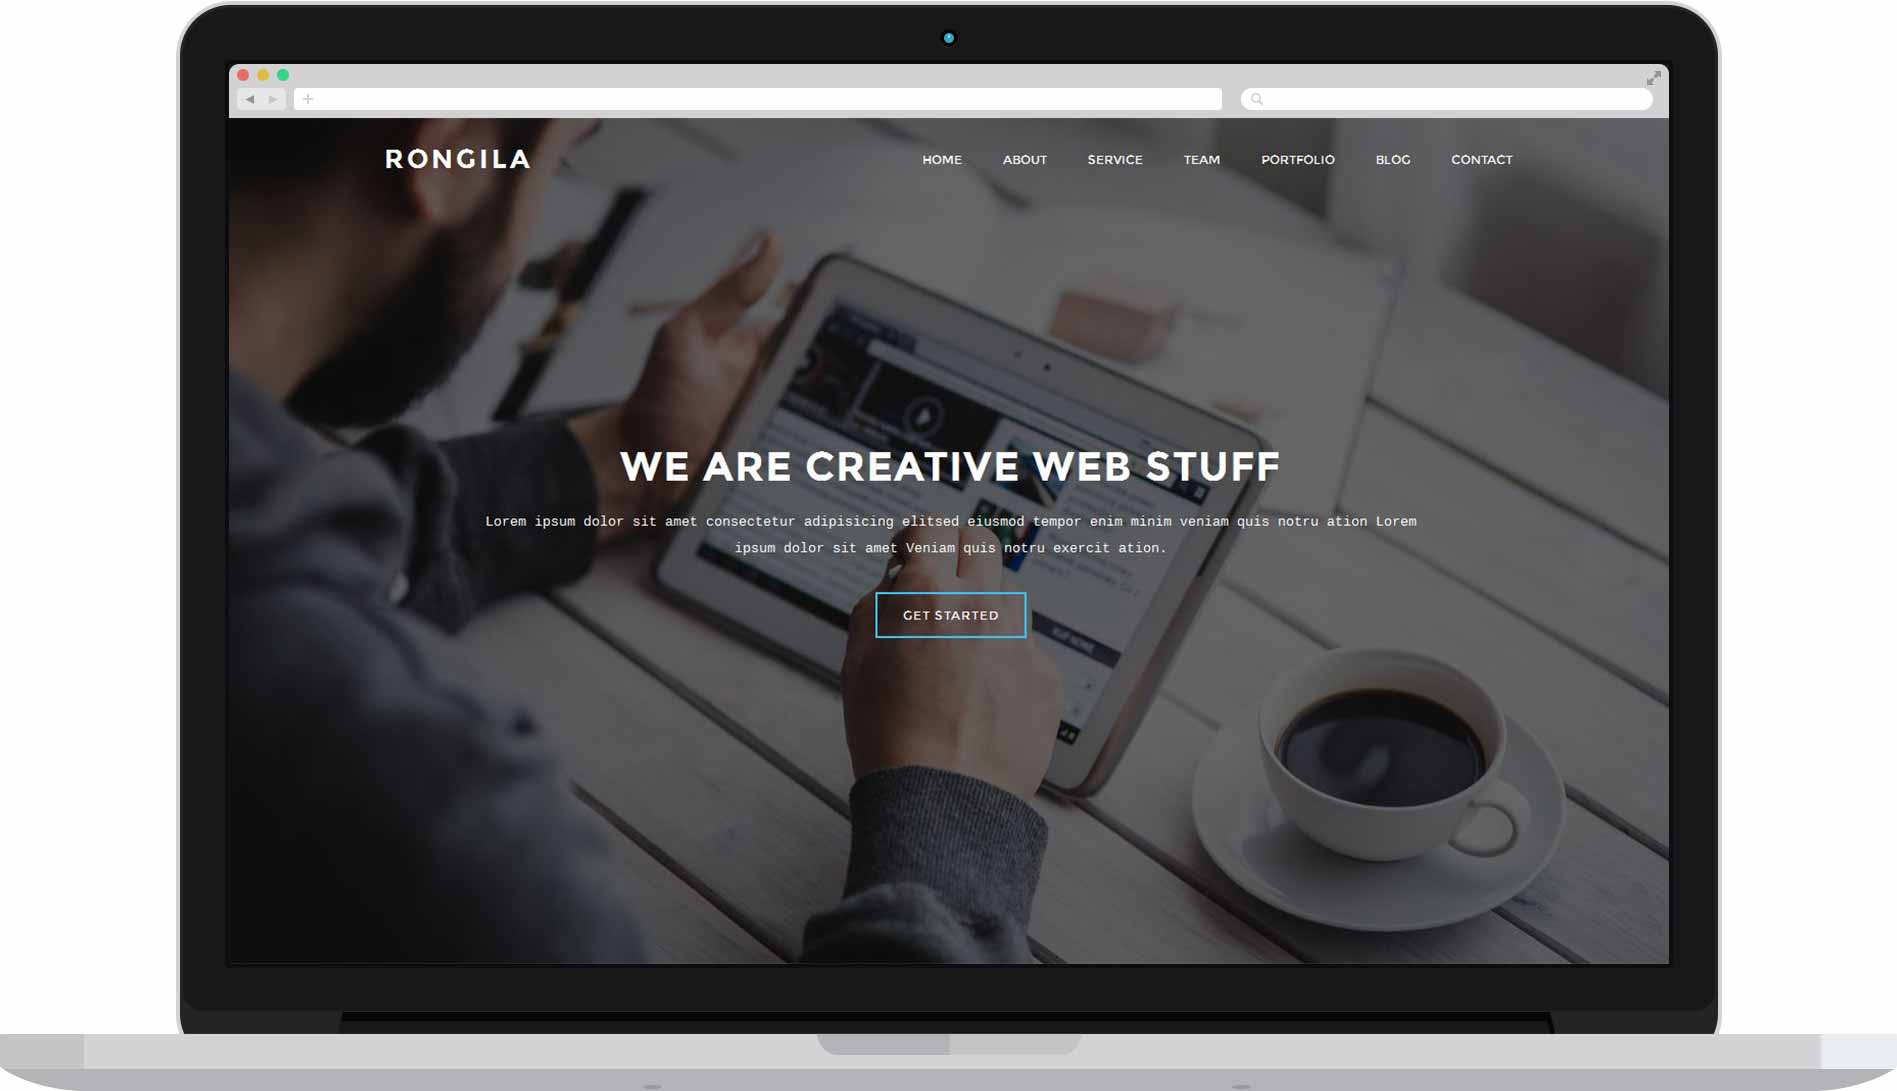 RONGILA
HOME ABOUT SERVICE TEAM PORTFOLIO BLOG CONTACT
WE ARE CREATIVE WEB STUFF
Lorem ipsum dolor sit amet consectetur adipisicing elitsed eiusmod tempor enim minim veniam quis notru ation Lorem
ipsum dolor sit amet Veniam quis notru exercit ation.
GET STARTED